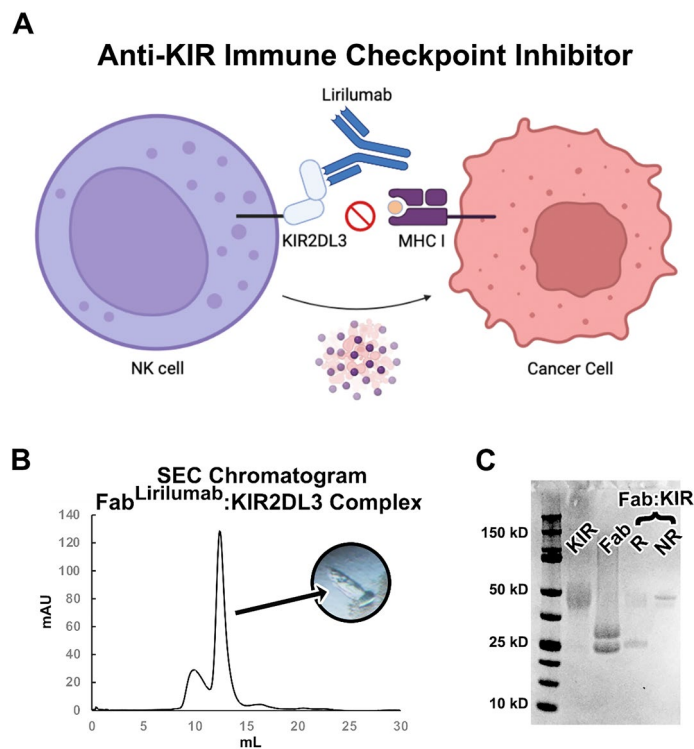 A
Anti-KIR Immune Checkpoint Inhibitor
Lirilumab
KIR2DL3
MHC I
NK cell
Cancer Cell
B
SEC Chromatogram
Fab^Lirilumab:KIR2DL3 Complex
140
120
100
80
60
40
20
0
mAU
0
5
10
15
20
25
30
mL
C
Fab:KIR
KIR
Fab
R
NR
150 kD
50 kD
25 kD
10 kD